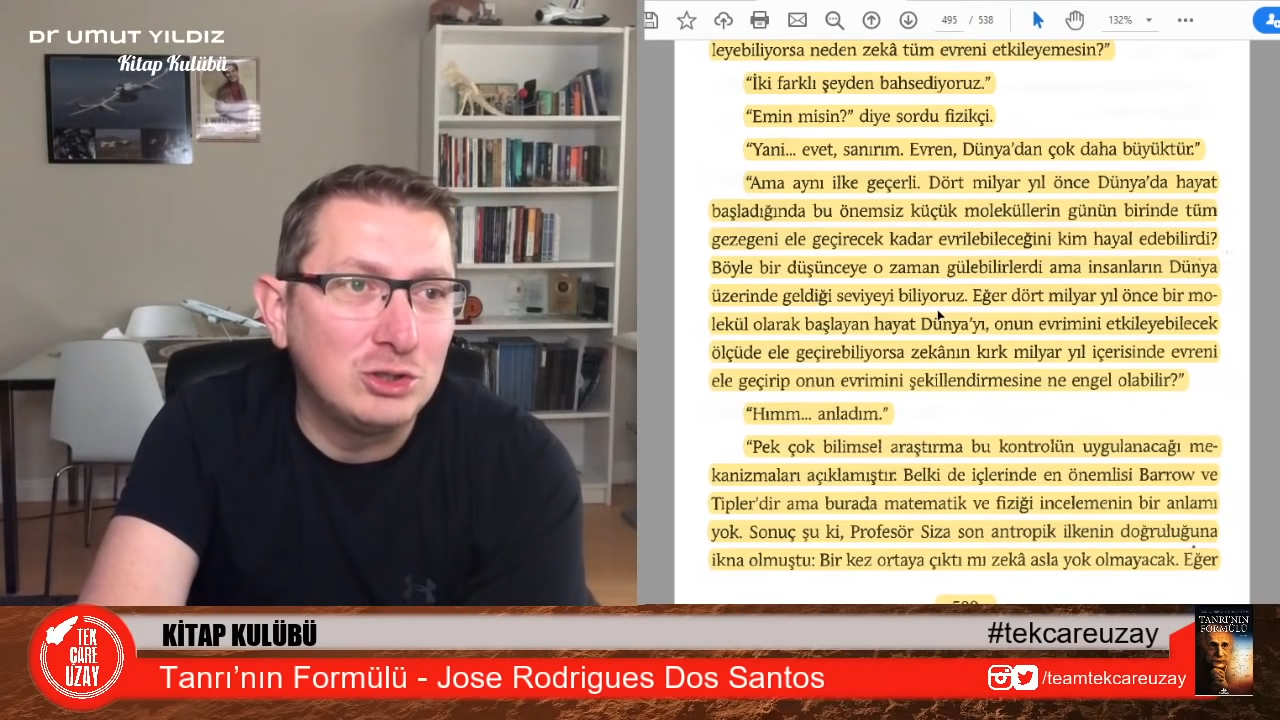 Dr UMUT YILDIZ
Kitap Kulübü
495 / 538
132%
leyebiliyorsa neden zekâ tüm evreni etkileyemesin?”
“İki farklı şeyden bahsediyoruz.”
“Emin misin?” diye sordu fizikçi.
“Yani... evet, sanırım. Evren, Dünya’dan çok daha büyüktür.”
“Ama aynı ilke geçerli. Dört milyar yıl önce Dünya’da hayat
başladığında bu önemsiz küçük moleküllerin günün birinde tüm
gezegeni ele geçirecek kadar evrilebileceğini kim hayal edebilirdi?
Böyle bir düşünceye o zaman gülebilirlerdi ama insanların Dünya
üzerinde geldiği seviyeyi biliyoruz. Eğer dört milyar yıl önce bir mo-
lekül olarak başlayan hayat Dünya’yı, onun evrimini etkileyebilecek
ölçüde ele geçirebiliyorsa zekânın kırk milyar yıl içerisinde evreni
ele geçirip onun evrimini şekillendirmesine ne engel olabilir?”
“Hımm... anladım.”
“Pek çok bilimsel araştırma bu kontrolün uygulanacağı me-
kanizmaları açıklamıştır. Belki de içlerinde en önemlisi Barrow ve
Tipler’dir ama burada matematik ve fiziği incelemenin bir anlamı
yok. Sonuç şu ki, Profesör Siza son antropik ilkenin doğruluğuna
ikna olmuştu: Bir kez ortaya çıktı mı zekâ asla yok olmayacak. Eğer
TEK
ÇARE
UZAY
KİTAP KULÜBÜ
#tekcareuzay
Tanrı’nın Formülü - Jose Rodrigues Dos Santos
/teamtekcareuzay
TANRI'NIN
FORMÜLÜ